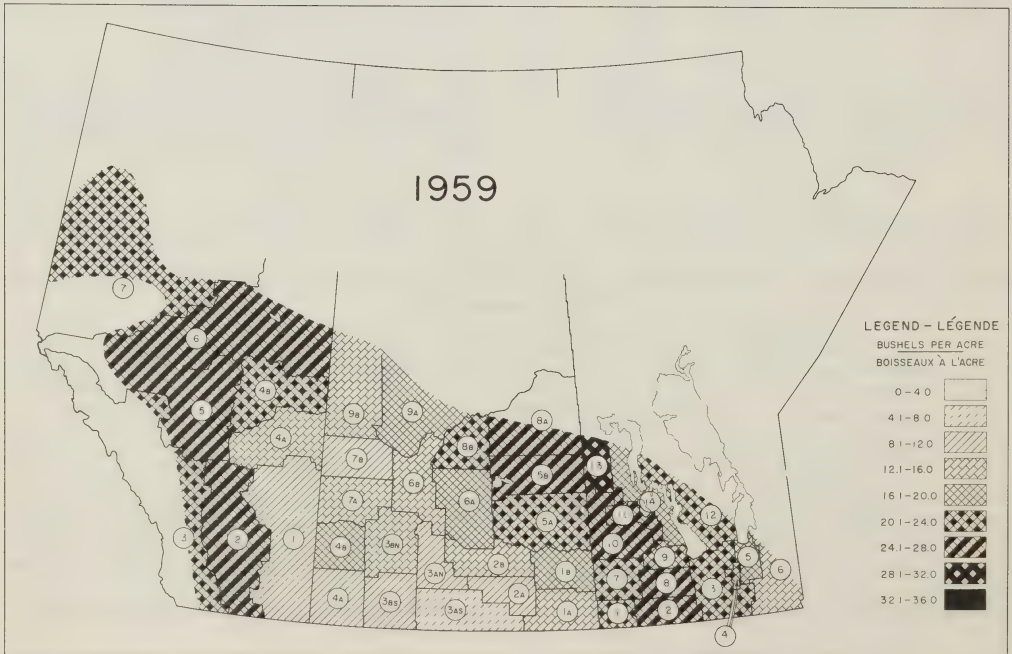 1959
LEGEND - LÉGENDE
BUSHELS PER ACRE
BOISSEAUX À L'ACRE
0-4.0
4.1-8.0
8.1-12.0
12.1-16.0
16.1-20.0
20.1-24.0
24.1-28.0
28.1-32.0
32.1-36.0
7
6
5
4B
4A
3
2
1
9B
9A
8B
8A
7B
6B
5B
7A
6A
5A
4B
3BN
3AN
2B
1B
4A
3BS
3AS
2A
1A
13
14
11
12
10
9
5
6
7
8
3
1
2
4